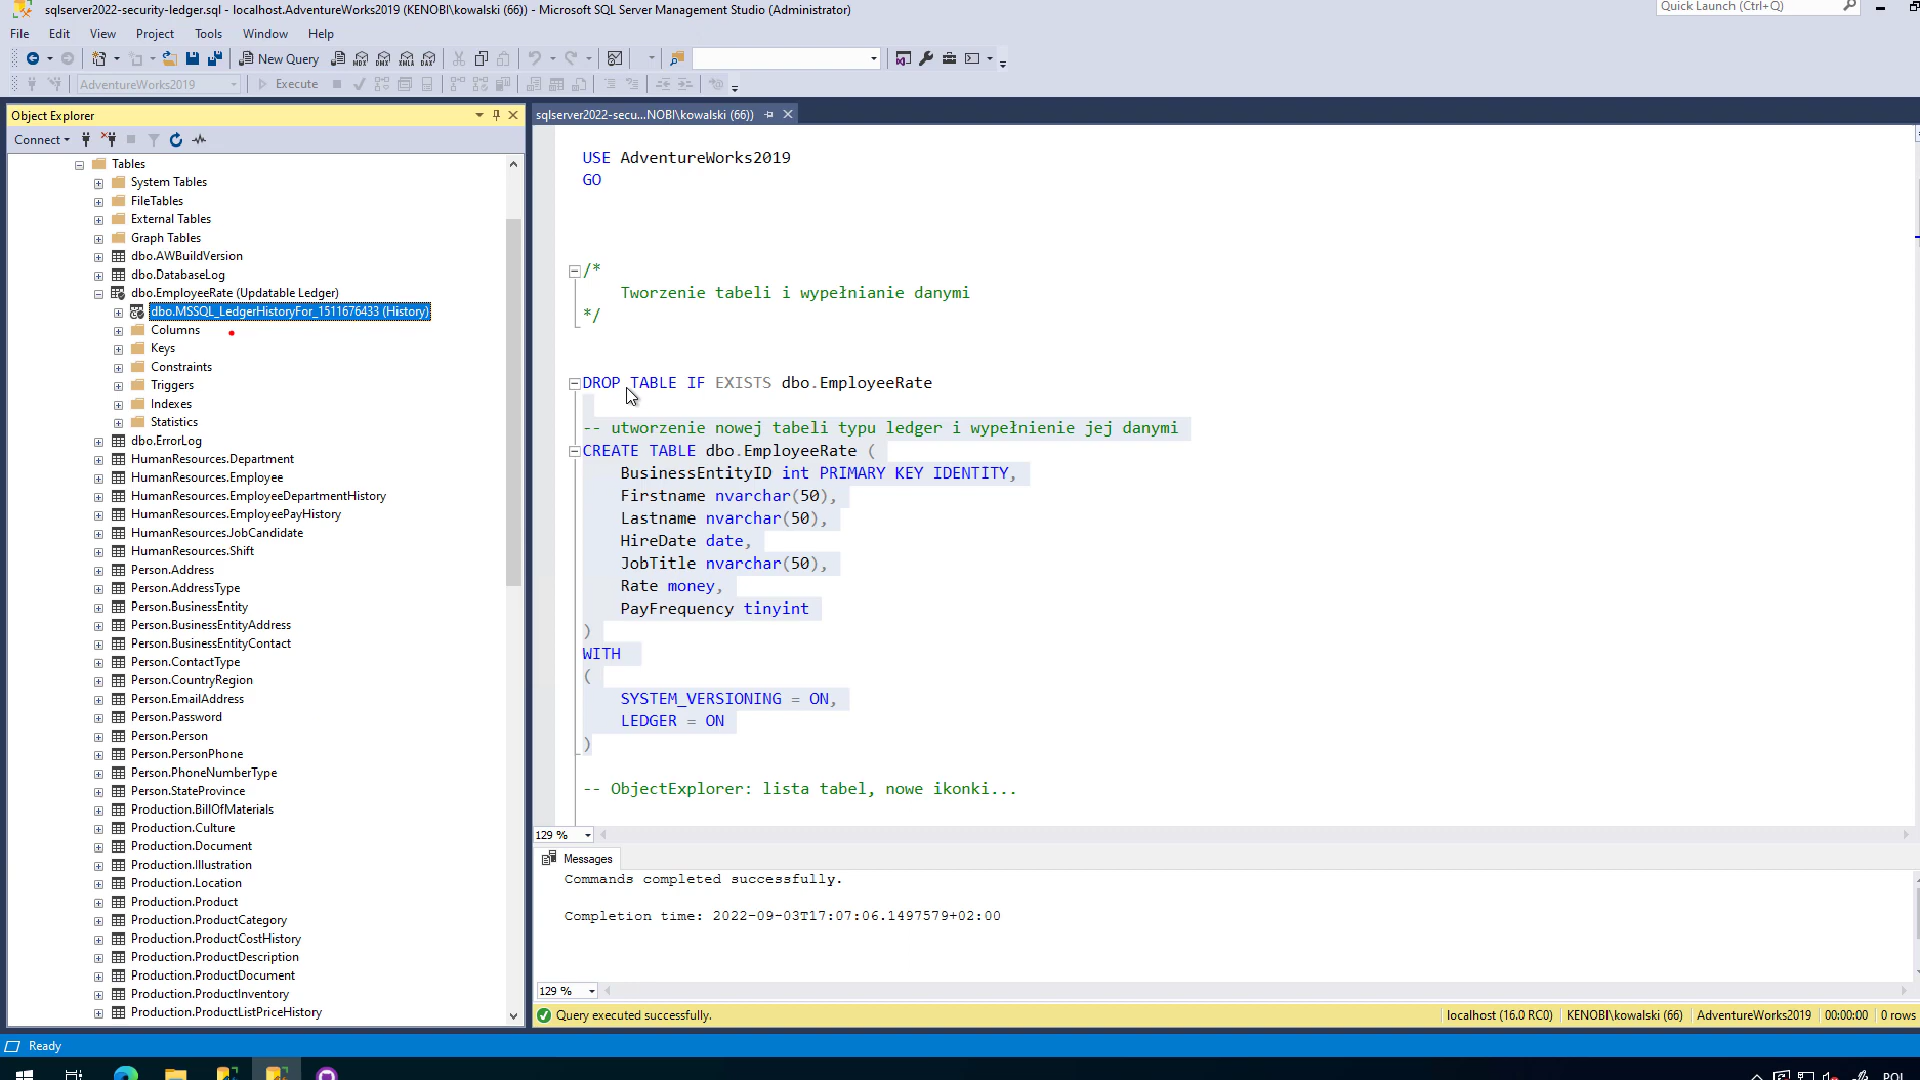 sqlserver2022-security-ledger.sql - localhost.AdventureWorks2019 (KENOBI\kowalski (66)) - Microsoft SQL Server Management Studio (Administrator)
Quick Launch (Ctrl+Q)
File Edit View Project Tools Window Help
New Query
AdventureWorks2019
Execute
Object Explorer
Connect
Tables
System Tables
FileTables
External Tables
Graph Tables
dbo.AWBuildVersion
dbo.DatabaseLog
dbo.EmployeeRate (Updatable Ledger)
dbo.MSSQL_LedgerHistoryFor_1511676433 (History)
Columns
Keys
Constraints
Triggers
Indexes
Statistics
dbo.ErrorLog
HumanResources.Department
HumanResources.Employee
HumanResources.EmployeeDepartmentHistory
HumanResources.EmployeePayHistory
HumanResources.JobCandidate
HumanResources.Shift
Person.Address
Person.AddressType
Person.BusinessEntity
Person.BusinessEntityAddress
Person.BusinessEntityContact
Person.ContactType
Person.CountryRegion
Person.EmailAddress
Person.Password
Person.Person
Person.PersonPhone
Person.PhoneNumberType
Person.StateProvince
Production.BillOfMaterials
Production.Culture
Production.Document
Production.Illustration
Production.Location
Production.Product
Production.ProductCategory
Production.ProductCostHistory
Production.ProductDescription
Production.ProductDocument
Production.ProductInventory
Production.ProductListPriceHistory
sqlserver2022-secu...NOBI\kowalski (66))
USE AdventureWorks2019
GO
/*
Tworzenie tabeli i wypełnianie danymi
*/
DROP TABLE IF EXISTS dbo.EmployeeRate
-- utworzenie nowej tabeli typu ledger i wypełnienie jej danymi
CREATE TABLE dbo.EmployeeRate (
BusinessEntityID int PRIMARY KEY IDENTITY,
Firstname nvarchar(50),
Lastname nvarchar(50),
HireDate date,
JobTitle nvarchar(50),
Rate money,
PayFrequency tinyint
)
WITH
(
SYSTEM_VERSIONING = ON,
LEDGER = ON
)
-- ObjectExplorer: lista tabel, nowe ikonki...
129 %
Messages
Commands completed successfully.
Completion time: 2022-09-03T17:07:06.1497579+02:00
129 %
Query executed successfully.
localhost (16.0 RC0) KENOBI\kowalski (66) AdventureWorks2019 00:00:00 0 rows
Ready
POL